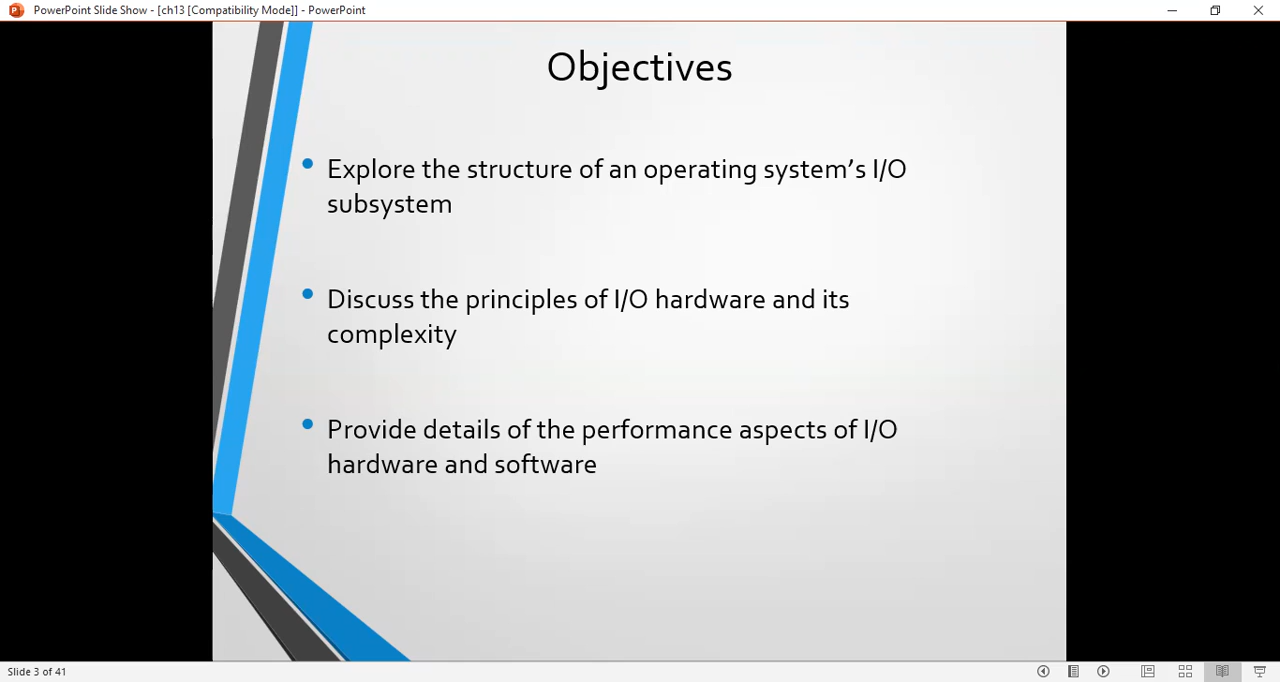 PowerPoint Slide Show - [ch13 [Compatibility Mode]] - PowerPoint
Objectives
Explore the structure of an operating system’s I/O
subsystem
Discuss the principles of I/O hardware and its
complexity
Provide details of the performance aspects of I/O
hardware and software
Slide 3 of 41